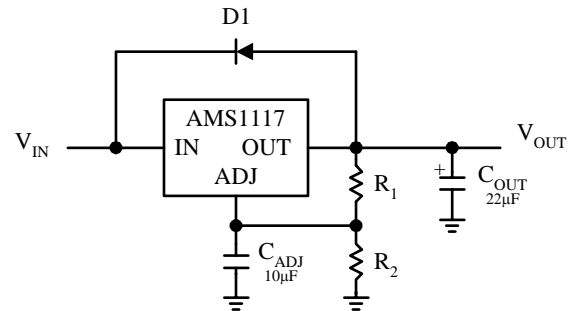 D1
AMS1117
V_IN IN OUT V_OUT
ADJ
+
R_1 C_OUT
22μF
C_ADJ R_2
10μF